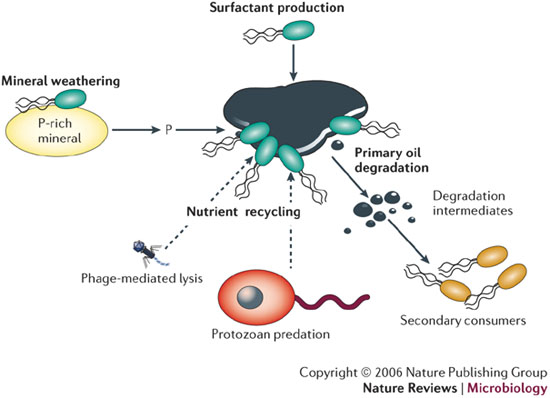 Surfactant production
Mineral weathering
P-rich
mineral
P
Primary oil
degradation
Nutrient recycling
Degradation
intermediates
Phage-mediated lysis
Protozoan predation
Secondary consumers
Copyright © 2006 Nature Publishing Group
Nature Reviews | Microbiology